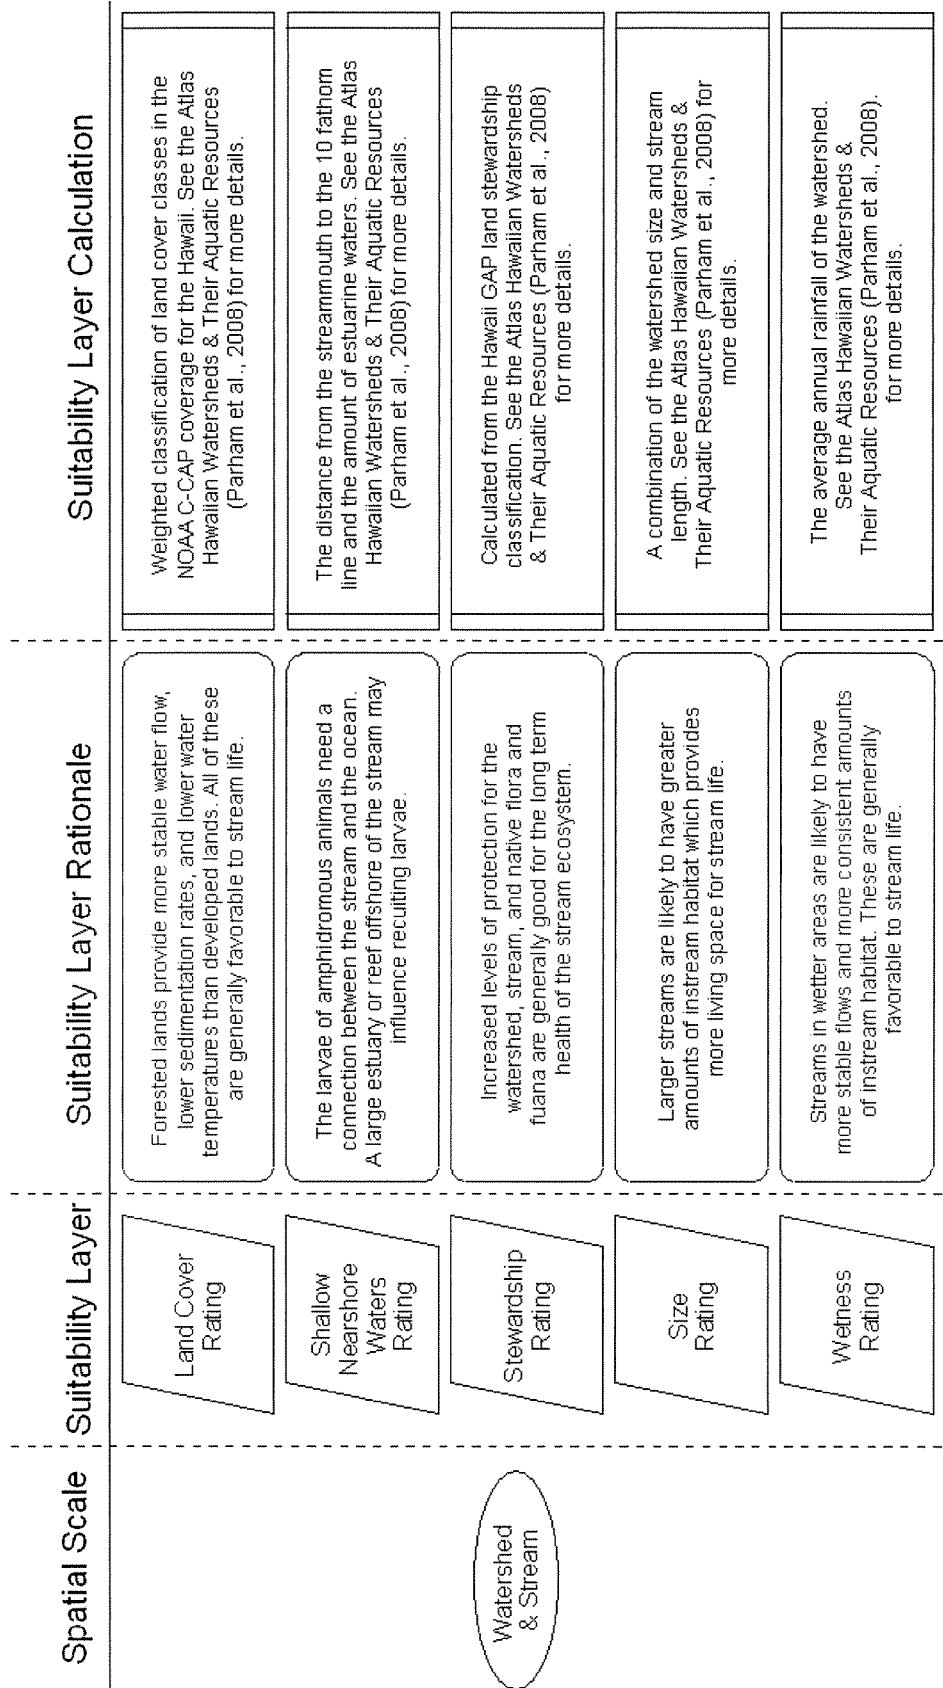 Spatial Scale
Suitability Layer
Suitability Layer Rationale
Suitability Layer Calculation
Watershed
& Stream
Land Cover
Rating
Forested lands provide more stable water flow,
lower sedimentation rates, and lower water
temperatures than developed lands. All of these
are generally favorable to stream life.
Weighted classification of land cover classes in the
NOAA C-CAP coverage for the Hawaii. See the Atlas
Hawaiian Watersheds & Their Aquatic Resources
(Parham et al., 2008) for more details.
Shallow
Nearshore
Waters
Rating
The larvae of amphidromous animals need a
connection between the stream and the ocean.
A large estuary or reef offshore of the stream may
influence recuiting larvae.
The distance from the streammouth to the 10 fathom
line and the amount of estuarine waters. See the Atlas
Hawaiian Watersheds & Their Aquatic Resources
(Parham et al., 2008) for more details.
Stewardship
Rating
Increased levels of protection for the
watershed, stream, and native flora and
fuana are generally good for the long term
health of the stream ecosystem.
Calculated from the Hawaii GAP land stewardship
classification. See the Atlas Hawaiian Watersheds
& Their Aquatic Resources (Parham et al., 2008)
for more details.
Size
Rating
Larger streams are likely to have greater
amounts of instream habitat which provides
more living space for stream life.
A combination of the watershed size and stream
length. See the Atlas Hawaiian Watersheds &
Their Aquatic Resources (Parham et al., 2008) for
more details.
Wetness
Rating
Streams in wetter areas are likely to have
more stable flows and more consistent amounts
of instream habitat. These are generally
favorable to stream life.
The average annual rainfall of the watershed.
See the Atlas Hawaiian Watersheds &
Their Aquatic Resources (Parham et al., 2008).
for more details.